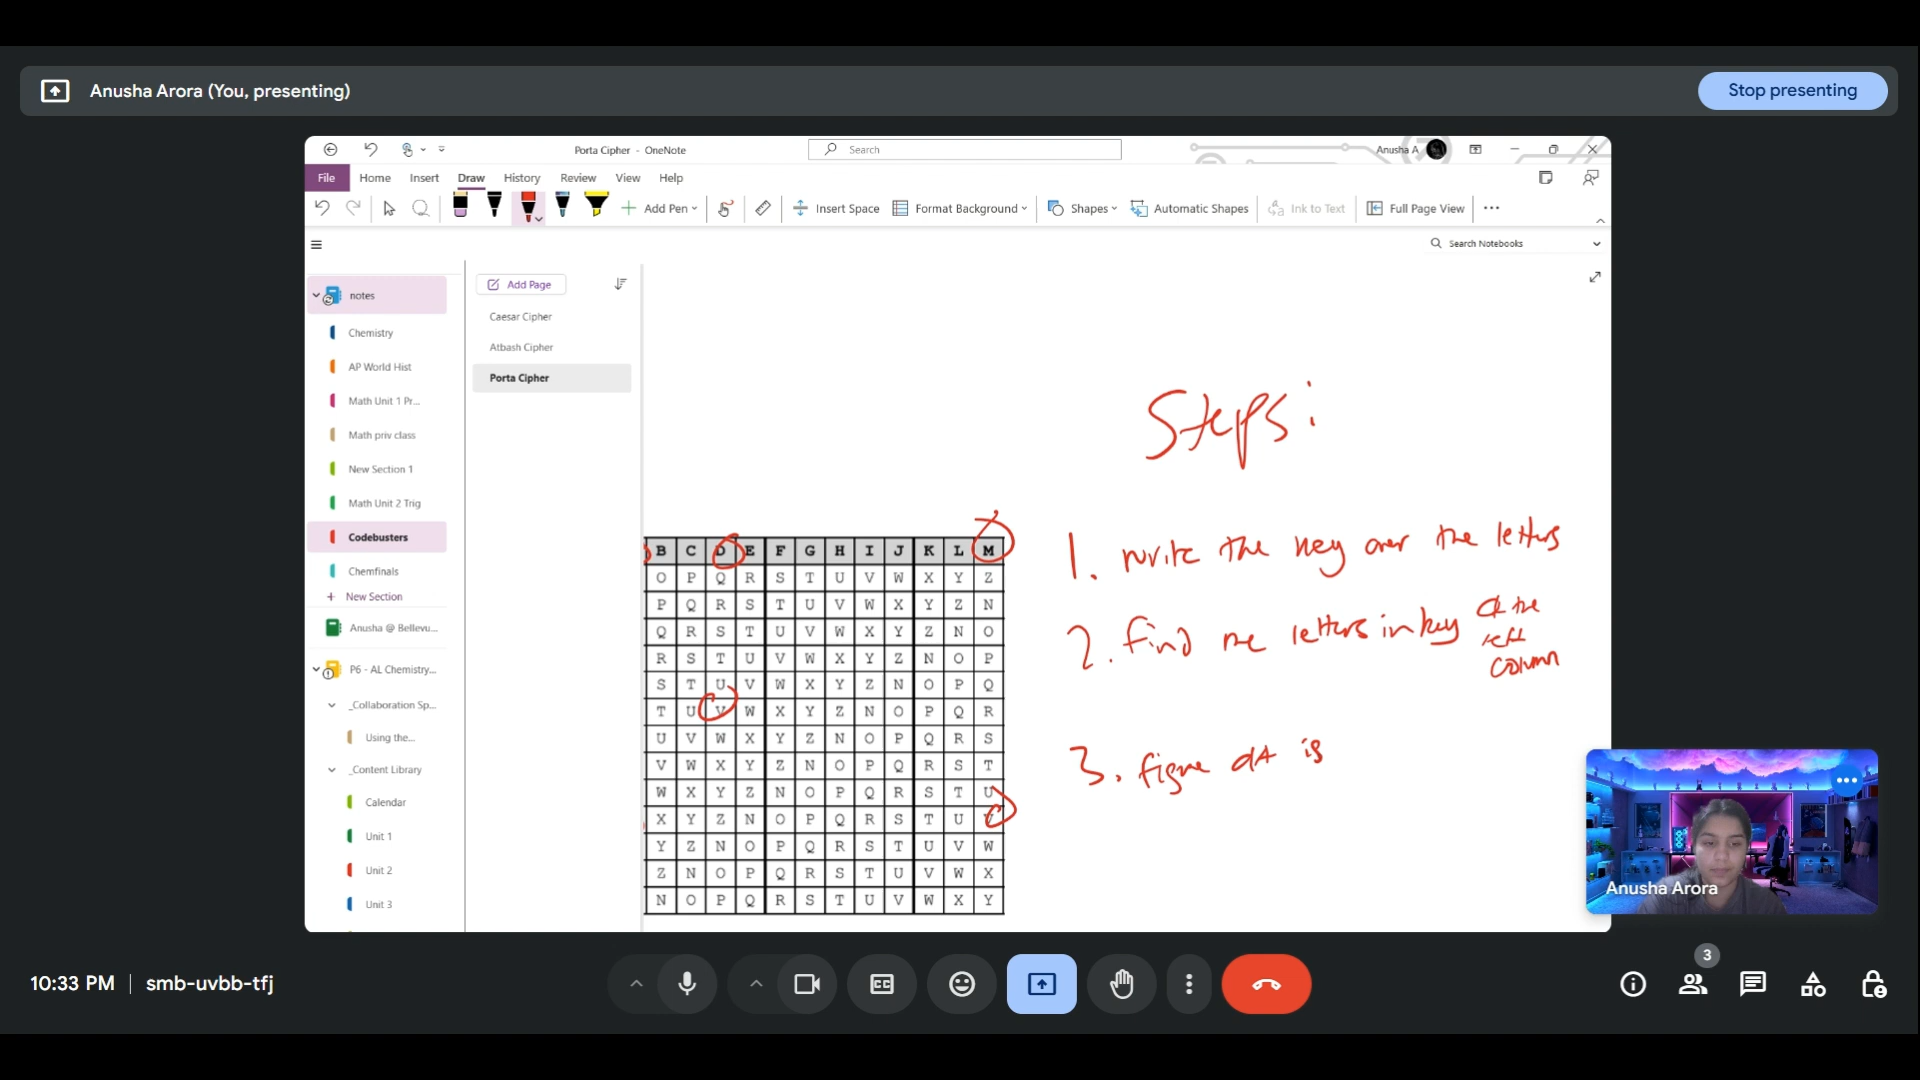 Anusha Arora (You, presenting)
Stop presenting
Porta Cipher - OneNote
Search
Anusha A
File Home Insert Draw History Review View Help
Add Pen
Insert Space
Format Background
Shapes
Automatic Shapes
Ink to Text
Full Page View
Search Notebooks
notes
Chemistry
AP World Hist
Math Unit 1 Pr...
Math priv class
New Section 1
Math Unit 2 Trig
Codebusters
Chemfinals
+ New Section
Anusha @ Bellevu...
P6 - AL Chemistry...
_Collaboration Sp...
Using the...
_Content Library
Calendar
Unit 1
Unit 2
Unit 3
Add Page
Caesar Cipher
Atbash Cipher
Porta Cipher
B C D E F G H I J K L M
O P Q R S T U V W X Y Z
P Q R S T U V W X Y Z N
Q R S T U V W X Y Z N O
R S T U V W X Y Z N O P
S T U V W X Y Z N O P Q
T U V W X Y Z N O P Q R
U V W X Y Z N O P Q R S
V W X Y Z N O P Q R S T
W X Y Z N O P Q R S T U
X Y Z N O P Q R S T U V
Y Z N O P Q R S T U V W
Z N O P Q R S T U V W X
N O P Q R S T U V W X Y
Steps:
1. write the key over the letters
2. find the letters in key @ the
left
column
3. figure out is
Anusha Arora
10:33 PM | smb-uvbb-tfj
CC
3